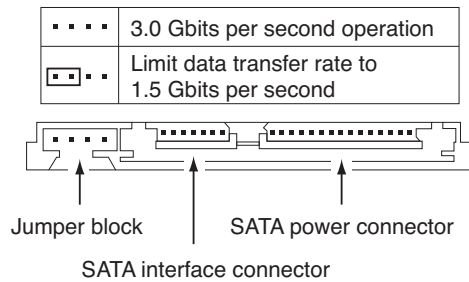 3.0 Gbits per second operation
Limit data transfer rate to
1.5 Gbits per second
Jumper block
SATA power connector
SATA interface connector